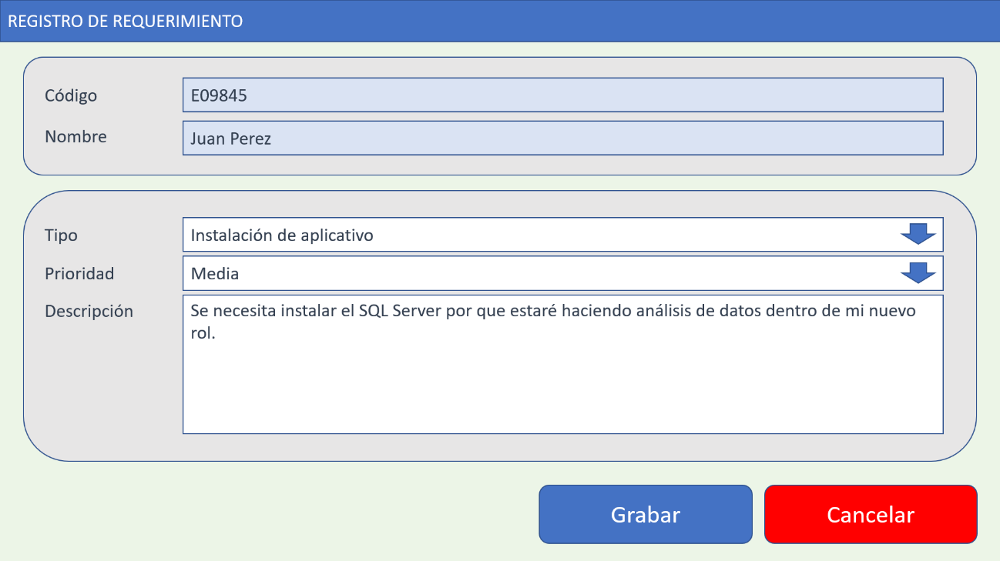 REGISTRO DE REQUERIMIENTO
Código
E09845
Nombre
Juan Perez
Tipo
Instalación de aplicativo
Prioridad
Media
Descripción
Se necesita instalar el SQL Server por que estaré haciendo análisis de datos dentro de mi nuevo
rol.
Grabar
Cancelar